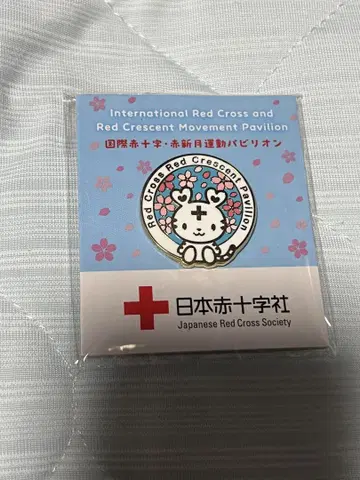 International Red Cross and
Red Crescent Movement Pavilion
国際赤十字・赤新月運動パビリオン
Red Cross Red Crescent Pavilion
日本赤十字社
Japanese Red Cross Society